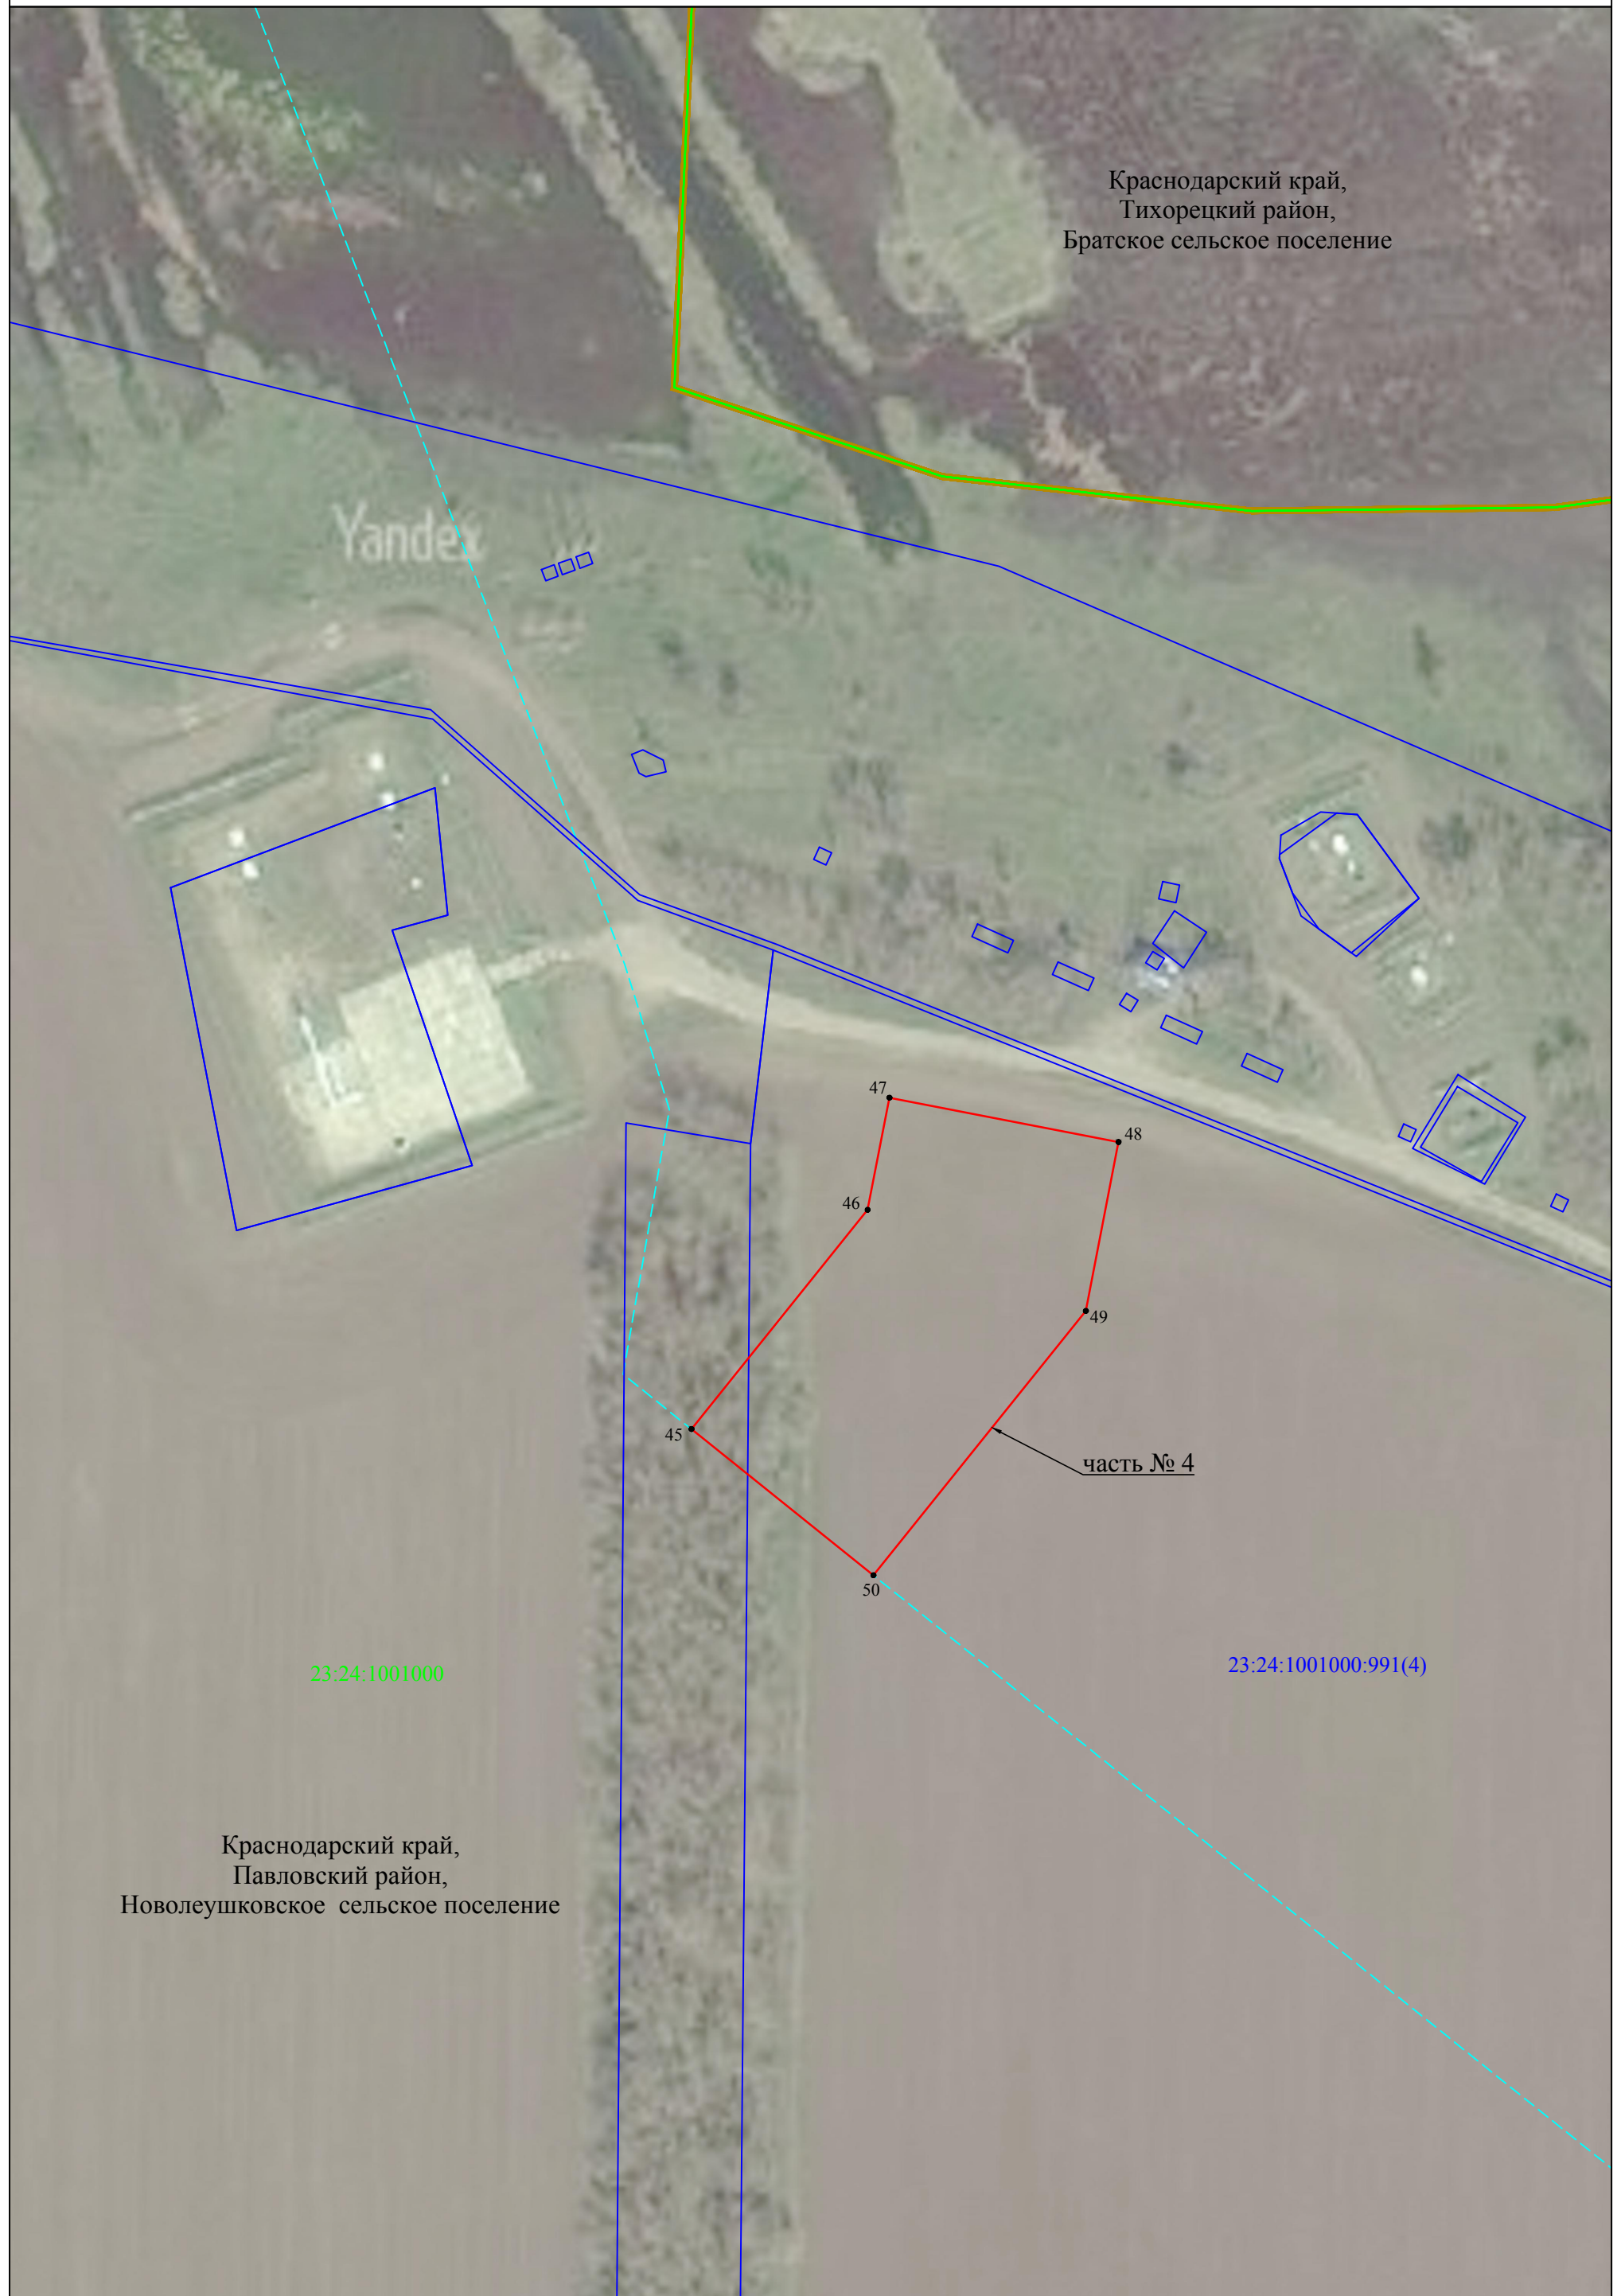 Краснодарский край,
Тихорецкий район,
Братское сельское поселение
Yandex
47
48
46
49
45
часть № 4
50
23:24:1001000
23:24:1001000:991(4)
Краснодарский край,
Павловский район,
Новолеушковское сельское поселение